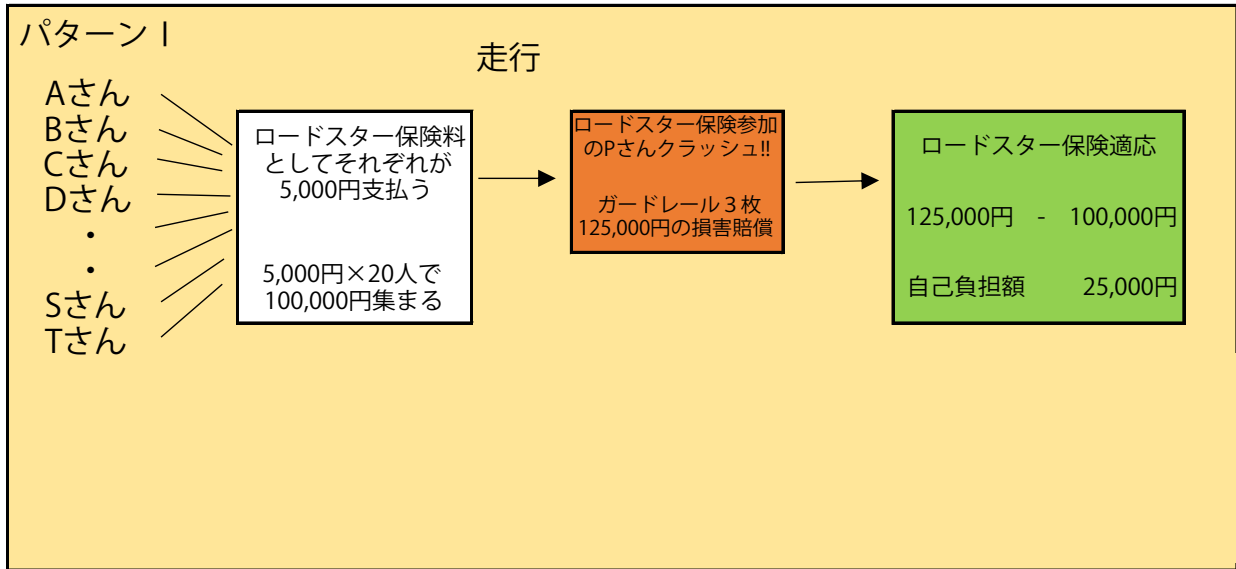 パターンⅠ
走行
Aさん
Bさん
Cさん
Dさん
・
・
Sさん
Tさん
ロードスター保険料
としてそれぞれが
5,000円支払う
5,000円×20人で
100,000円集まる
ロードスター保険参加
のPさんクラッシュ!!
ガードレール３枚
125,000円の損害賠償
ロードスター保険適応
125,000円 - 100,000円
自己負担額 25,000円